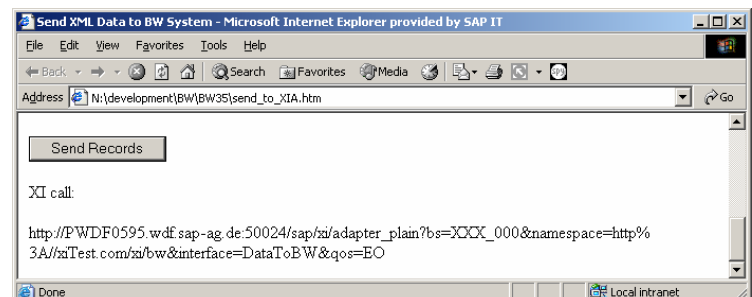 Send XML Data to BW System - Microsoft Internet Explorer provided by SAP IT
File Edit View Favorites Tools Help
Back Search Favorites Media
Address N:\development\BW\BW35\send_to_XIA.htm Go
Send Records
XI call:
http://PWDF0595.wdf.sap-ag.de:50024/sap/xi/adapter_plain?bs=XXX_000&namespace=http%
3A//xiTest.com/xi/bw&interface=DataToBW&qos=EO
Done Local intranet